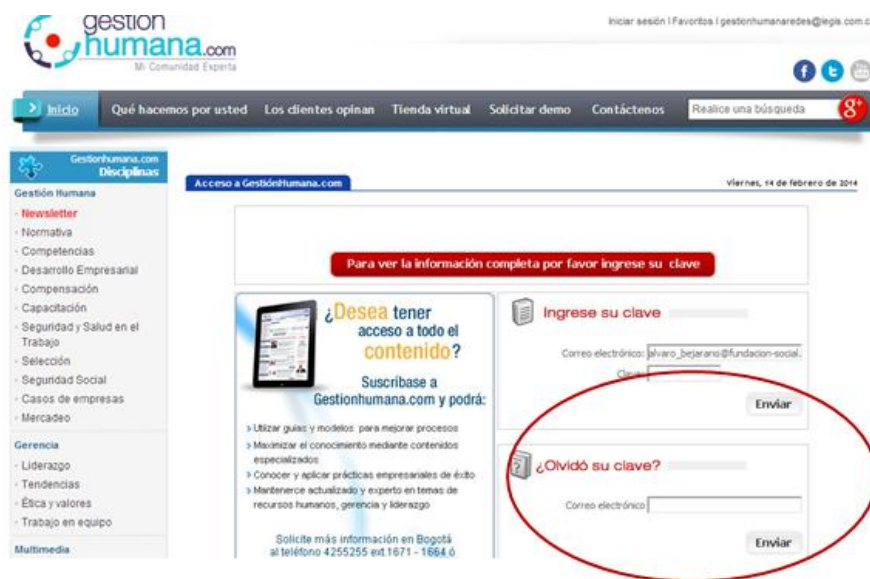 gestión
humana.com
Mi Comunidad Experta
Iniciar sesión | Favoritos | gestionhumanaredes@legis.com.c
Inicio
Qué hacemos por usted
Los clientes opinan
Tienda virtual
Solicitar demo
Contáctenos
Realice una búsqueda
Gestionhumana.com
Disciplinas
Gestión Humana
Newsletter
Normativa
Competencias
Desarrollo Empresarial
Compensación
Capacitación
Seguridad y Salud en el
Trabajo
Selección
Seguridad Social
Casos de empresas
Mercadeo
Gerencia
Liderazgo
Tendencias
Ética y valores
Trabajo en equipo
Multimedia
Acceso a GestiónHumana.com
Viernes, 14 de febrero de 2014
Para ver la información completa por favor ingrese su clave
¿Desea tener
acceso a todo el
contenido?
Suscríbase a
Gestionhumana.com y podrá:
Utilizar guías y modelos para mejorar procesos
Maximizar el conocimiento mediante contenidos
especializados
Conocer y aplicar prácticas empresariales de éxito
Mantenerce actualizado y experto en temas de
recursos humanos, gerencia y liderazgo
Solicite más información en Bogotá
al teléfono 4255255 ext.1671 - 1664 ó
Ingrese su clave
Correo electrónico: alvaro_bejarano@fundacion-social.
Clave:
Enviar
¿Olvidó su clave?
Correo electrónico
Enviar